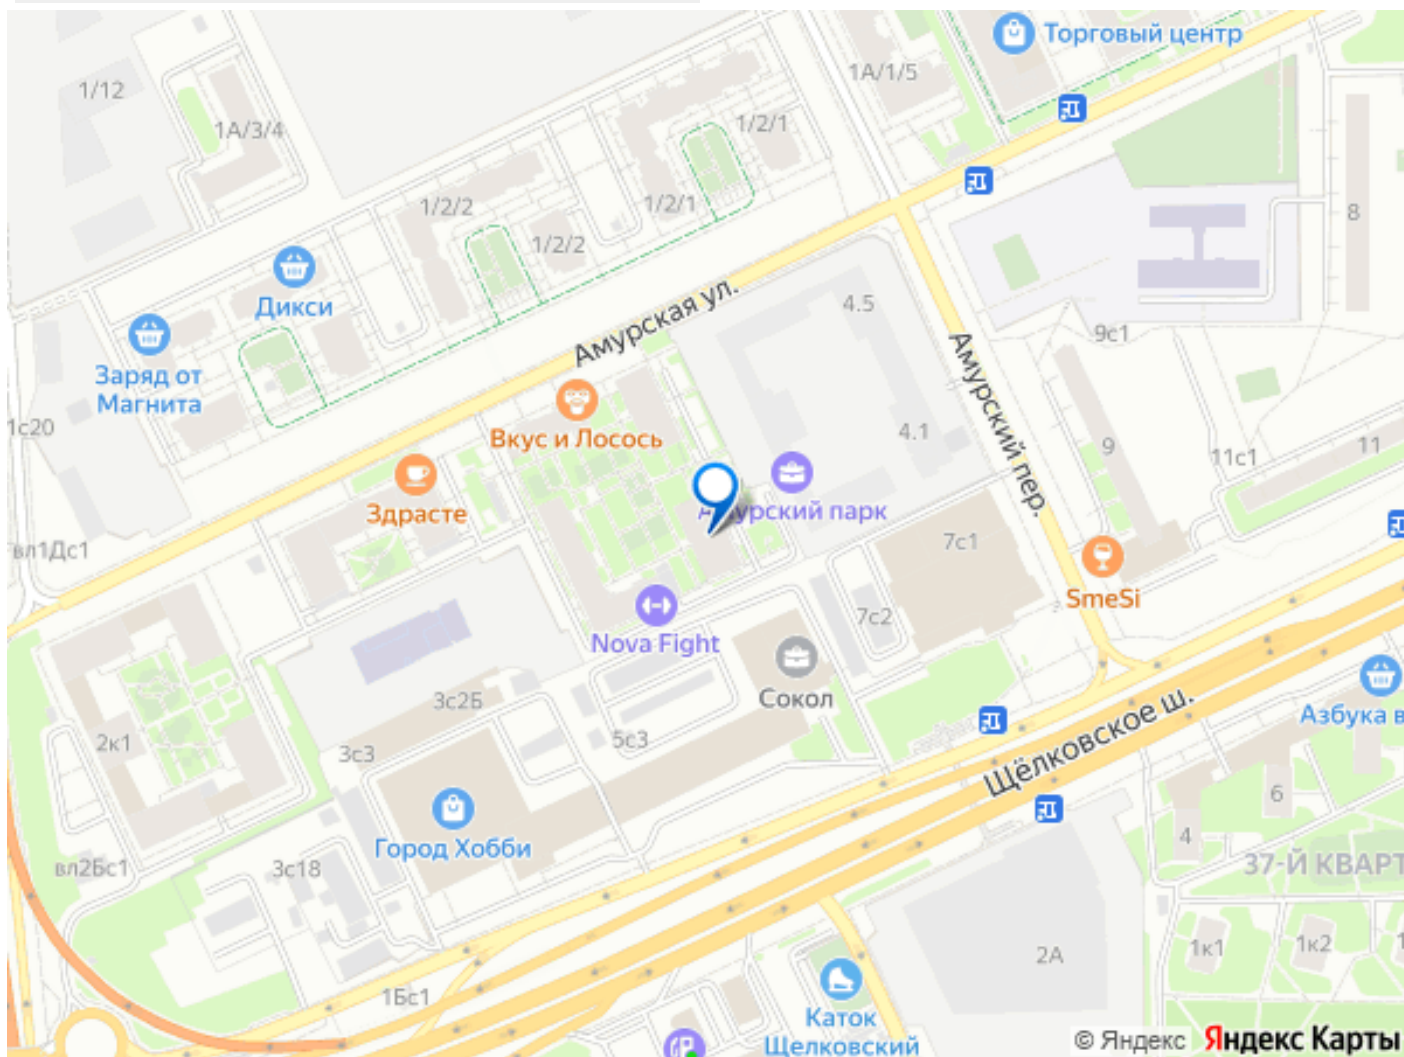 Торговый центр
1/12
1А/1/5
1А/3/4
1/2/1
1/2/2
1/2/1
1/2/2
8
Дикси
4.5
Амурская ул.
9с1
Заряд от
Магнита
Амурский пер.
1с20
Вкус и Лосось
4.1
9
11с1
11
Здрасте
Амурский парк
7с1
вл1Дс1
SmeSi
7с2
Nova Fight
Сокол
3с2Б
Азбука в
2к1
3с3
5с3
Щёлковское ш.
6
4
Город Хобби
вл2Бс1
3с18
37-Й КВАРТ
1к1
1к2
2А
1Бс1
Каток
Щелковский
© Яндекс Яндекс Карты